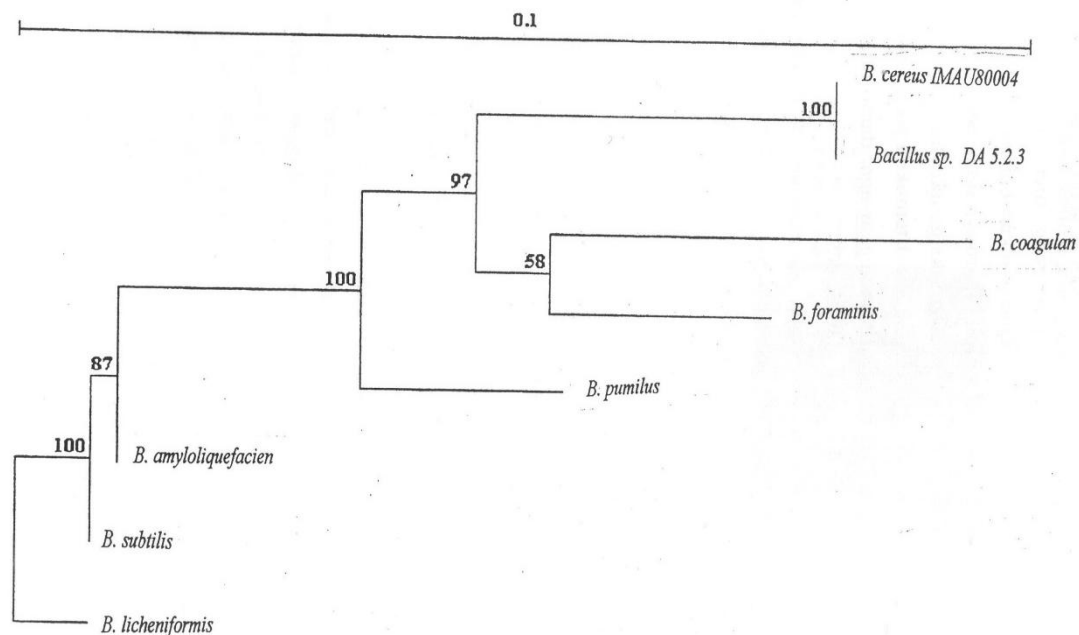 0.1
B. cereus IMAU80004
100
Bacillus sp. DA 5.2.3
97
B. coagulan
58
100
B. foraminis
87
B. pumilus
100
B. amyloliquefacien
B. subtilis
B. licheniformis